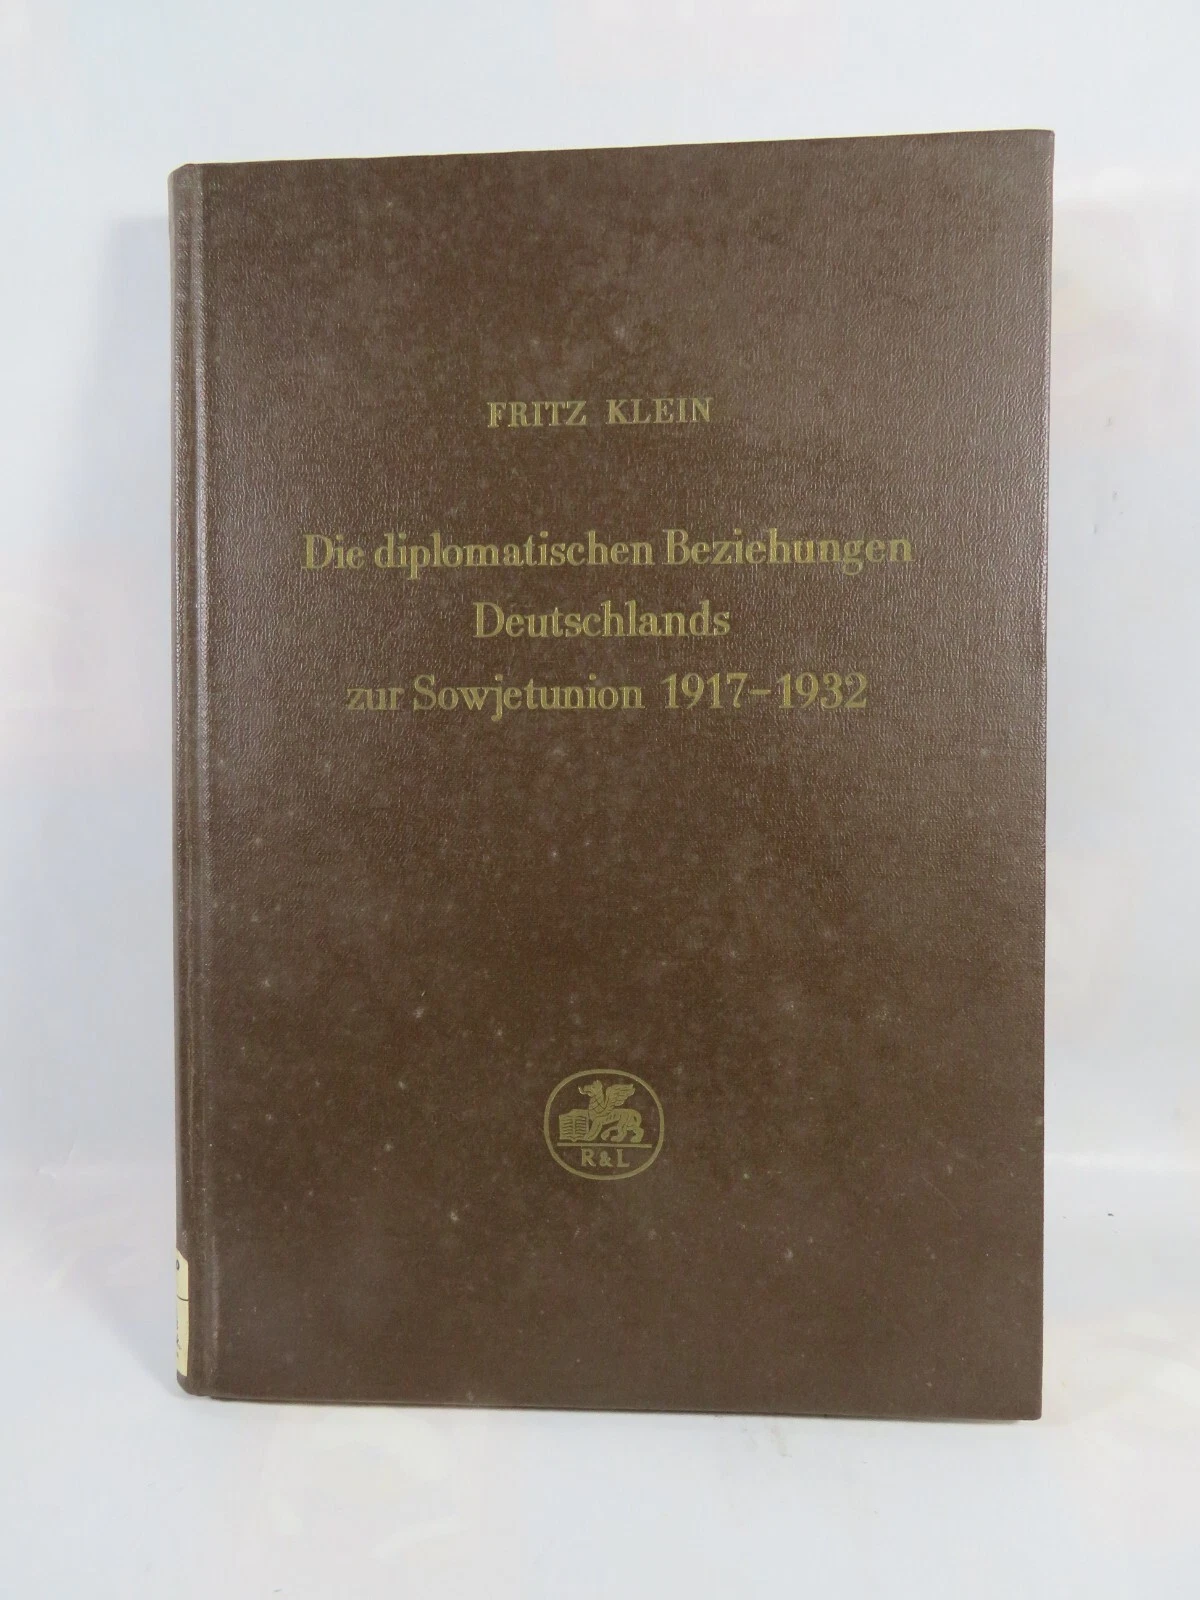 FRITZ KLEIN
Die diplomatischen Beziehungen
Deutschlands
zur Sowjetunion 1917–1932
R&L